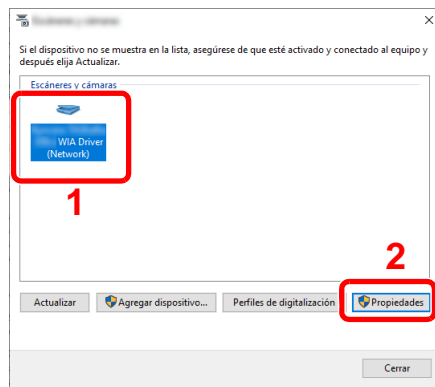 Si el dispositivo no se muestra en la lista, asegúrese de que esté activado y conectado al equipo y
después elija Actualizar.
Escáneres y cámaras
WIA Driver
(Network)
1
2
Actualizar
Agregar dispositivo...
Perfiles de digitalización
Propiedades
Cerrar